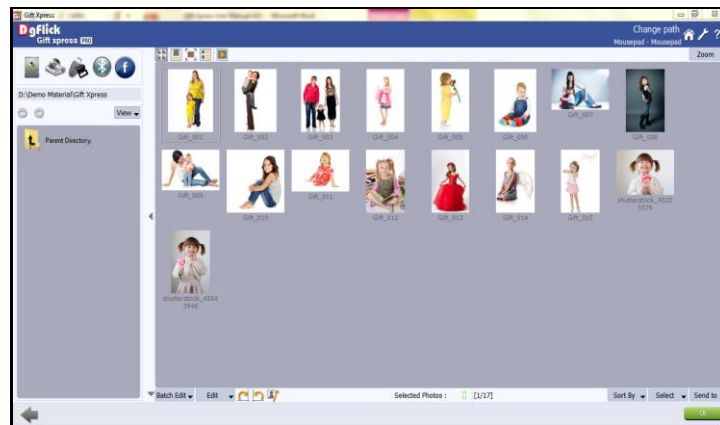 Gift Xpress
DgFlick
Gift xpress PRO
Change path
Mousepad - Mousepad
?
Zoom
D:\Demo Material\Gift Xpress
View
Parent Directory.
Gift_001
Gift_002
Gift_003
Gift_004
Gift_005
Gift_006
Gift_007
Gift_008
Gift_009
Gift_010
Gift_011
Gift_012
Gift_013
Gift_014
Gift_015
Batch Edit
Edit
Selected Photos :
[1/17]
Sort By
Select
Send to
Ok